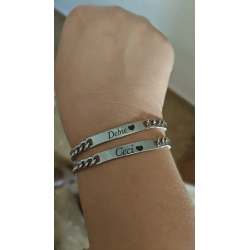 Debie ♥
Ceci ♥